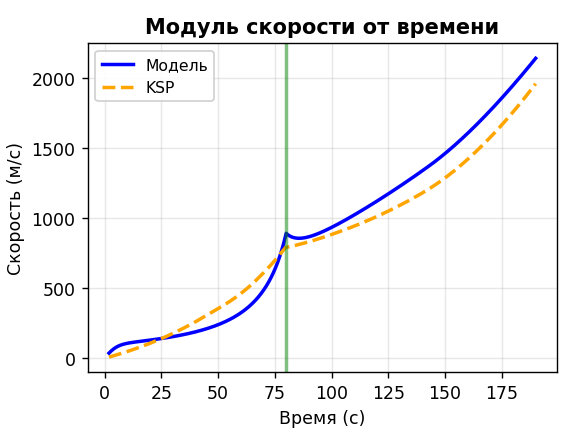 Модуль скорости от времени
Модель
KSP
Скорость (м/с)
2000
1500
1000
500
0
0 25 50 75 100 125 150 175
Время (с)